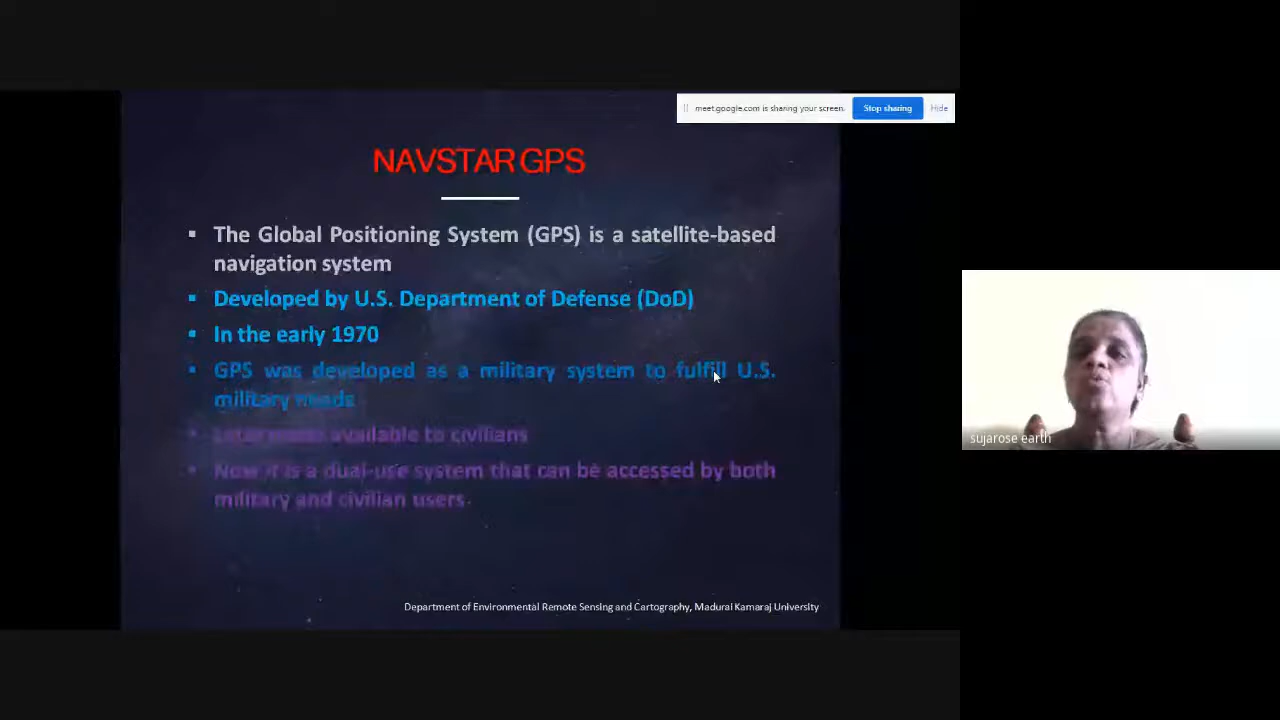 meet.google.com is sharing your screen.
Stop sharing
Hide
NAVSTAR GPS
▪ The Global Positioning System (GPS) is a satellite-based
navigation system
▪ Developed by U.S. Department of Defense (DoD)
▪ In the early 1970
▪ GPS was developed as a military system to fulfill U.S.
military needs
▪ available to civilians
▪ Now it is a dual-use system that can be accessed by both
military and civilian users
Department of Environmental Remote Sensing and Cartography, Madurai Kamaraj University
sujarose earth